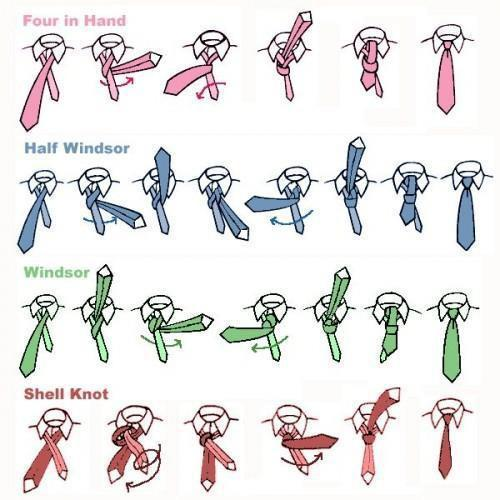 Four in Hand
Half Windsor
Windsor
Shell Knot